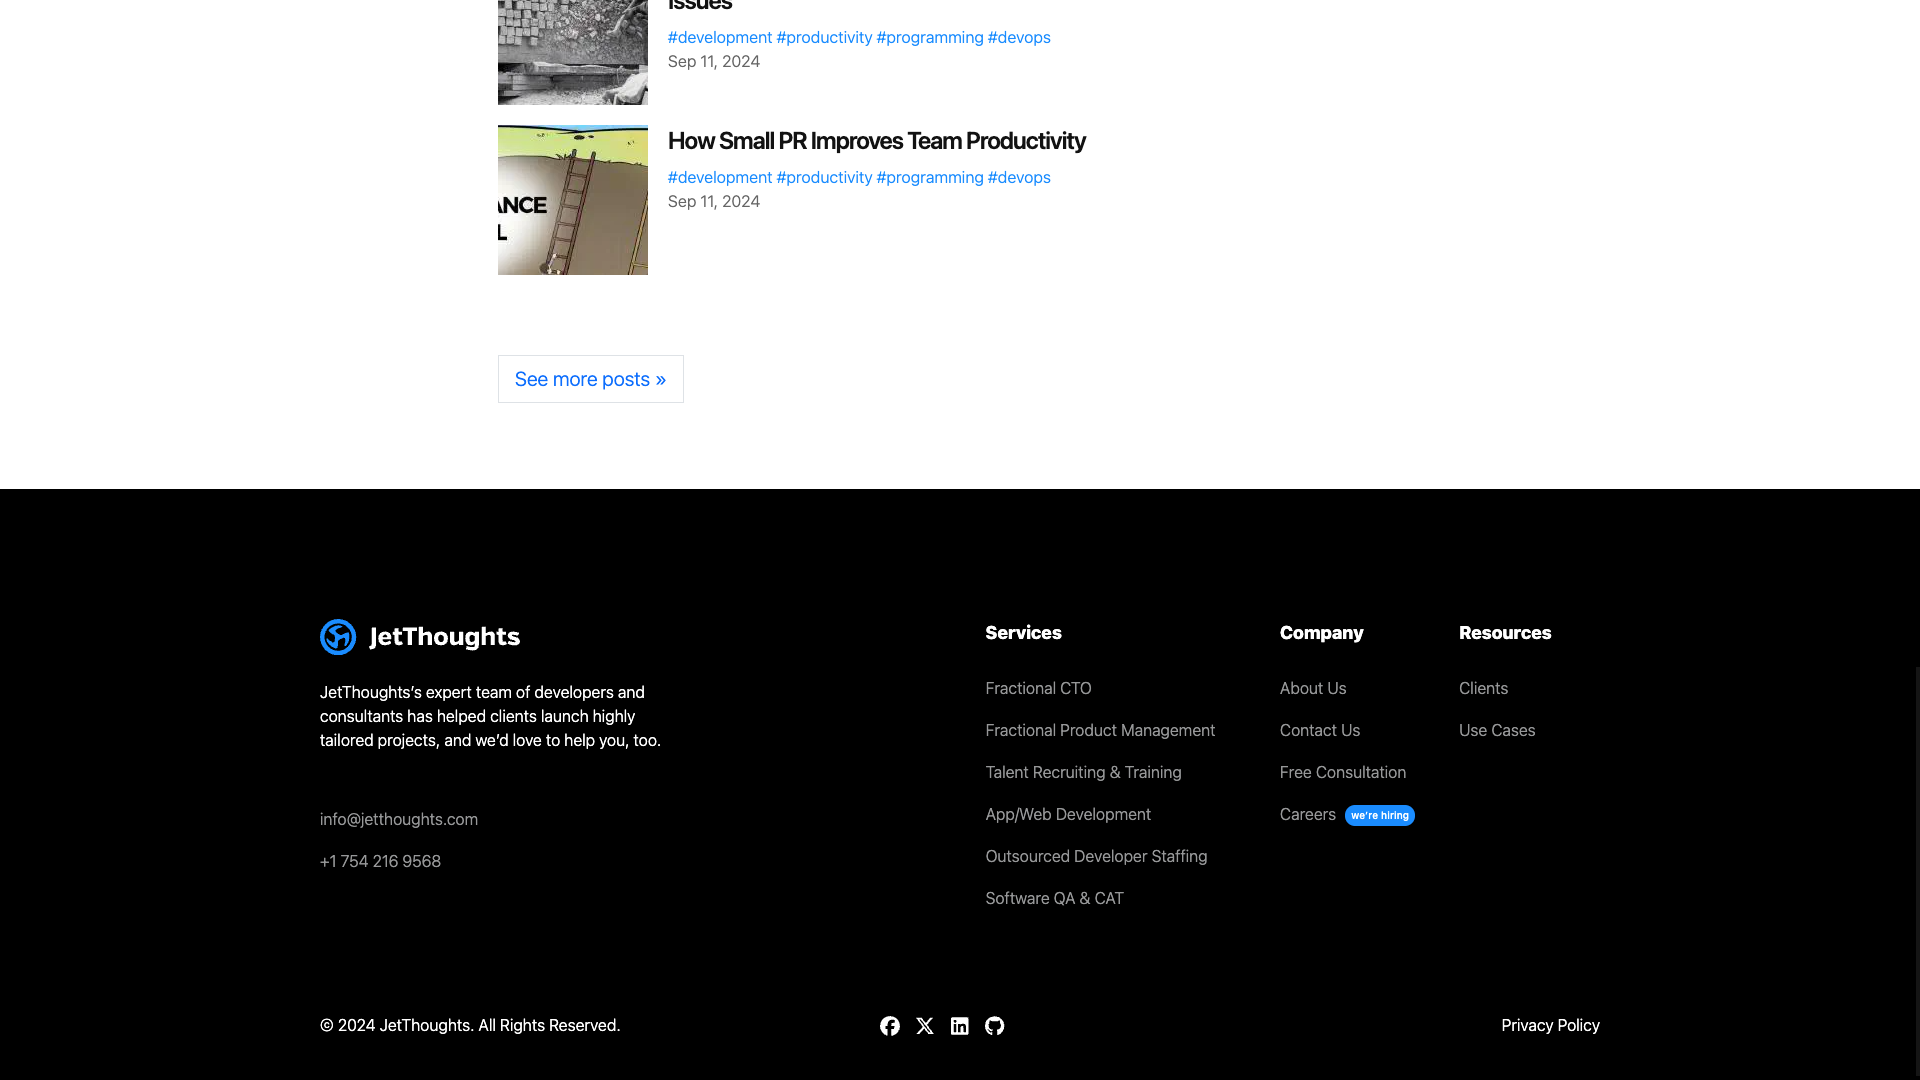 Issues
#development #productivity #programming #devops
Sep 11, 2024
ANCE
L
How Small PR Improves Team Productivity
#development #productivity #programming #devops
Sep 11, 2024
See more posts »
JetThoughts
JetThoughts’s expert team of developers and
consultants has helped clients launch highly
tailored projects, and we’d love to help you, too.
info@jetthoughts.com
+1 754 216 9568
Services
Fractional CTO
Fractional Product Management
Talent Recruiting & Training
App/Web Development
Outsourced Developer Staffing
Software QA & CAT
Company
About Us
Contact Us
Free Consultation
Careers we’re hiring
Resources
Clients
Use Cases
© 2024 JetThoughts. All Rights Reserved.
Privacy Policy